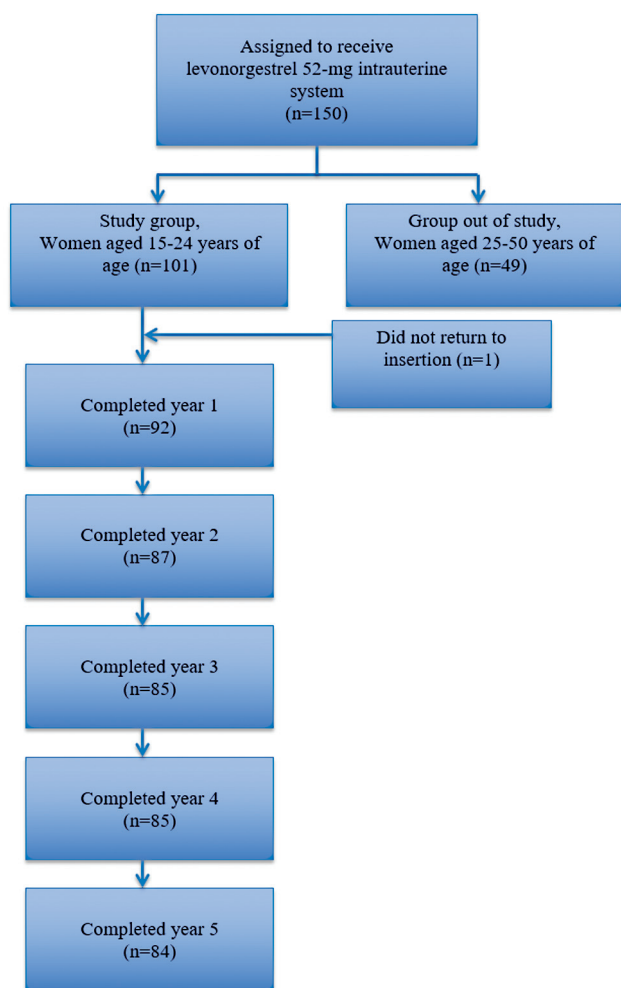 Assigned to receive
levonorgestrel 52-mg intrauterine
system
(n=150)
Study group,
Women aged 15-24 years of
age (n=101)
Group out of study,
Women aged 25-50 years of
age (n=49)
Did not return to
insertion (n=1)
Completed year 1
(n=92)
Completed year 2
(n=87)
Completed year 3
(n=85)
Completed year 4
(n=85)
Completed year 5
(n=84)